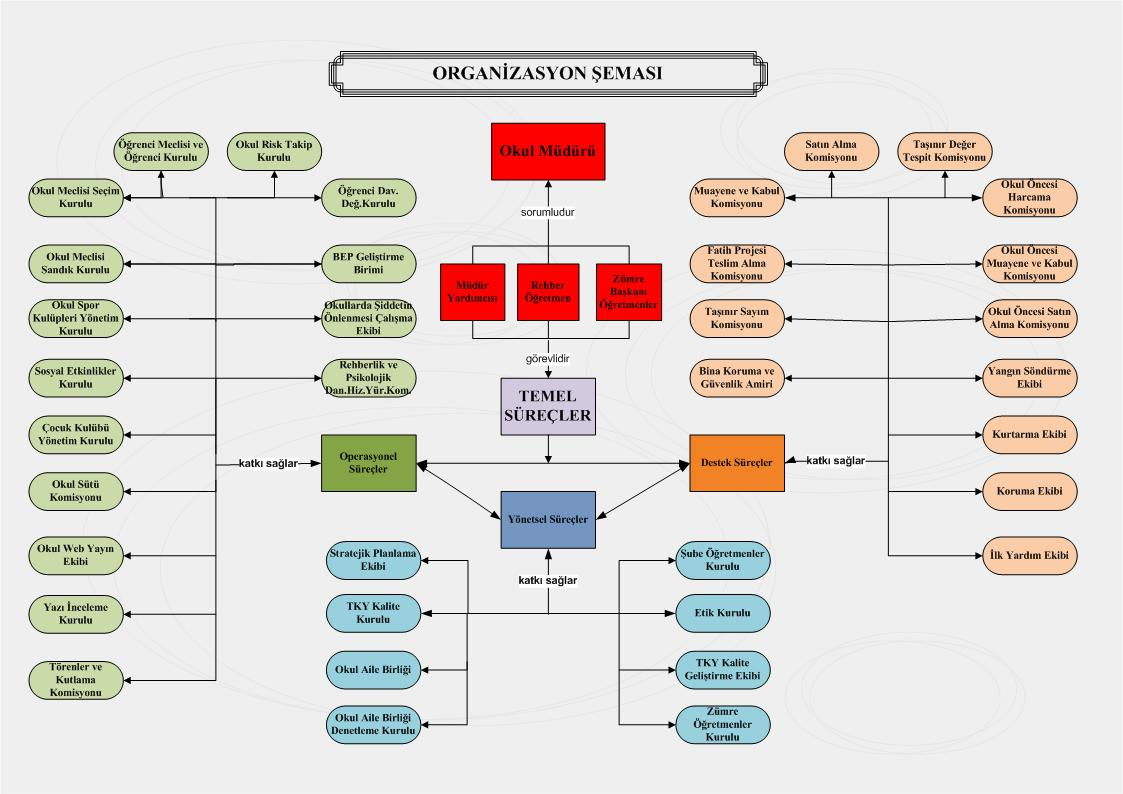 ORGANİZASYON ŞEMASI
Öğrenci Meclisi ve
Öğrenci Kurulu
Okul Risk Takip
Kurulu
Okul Müdürü
Satın Alma
Komisyonu
Taşınır Değer
Tespit Komisyonu
Okul Meclisi Seçim
Kurulu
Öğrenci Dav.
Değ.Kurulu
sorumludur
Muayene ve Kabul
Komisyonu
Okul Öncesi
Harcama
Komisyonu
Okul Meclisi
Sandık Kurulu
BEP Geliştirme
Birimi
Müdür
Yardımcısı
Rehber
Öğretmen
Zümre
Başkanı
Öğretmenler
Fatih Projesi
Teslim Alma
Komisyonu
Okul Öncesi
Muayene ve Kabul
Komisyonu
Okul Spor
Kulüpleri Yönetim
Kurulu
Okullarda Şiddetin
Önlenmesi Çalışma
Ekibi
Taşınır Sayım
Komisyonu
Okul Öncesi Satın
Alma Komisyonu
görevlidir
Sosyal Etkinlikler
Kurulu
Rehberlik ve
Psikolojik
Dan.Hiz.Yür.Kom.
Bina Koruma ve
Güvenlik Amiri
Yangın Söndürme
Ekibi
TEMEL
SÜREÇLER
Çocuk Kulübü
Yönetim Kurulu
Kurtarma Ekibi
katkı sağlar
Operasyonel
Süreçler
Destek Süreçler
katkı sağlar
Okul Sütü
Komisyonu
Koruma Ekibi
Yönetsel Süreçler
Okul Web Yayın
Ekibi
Stratejik Planlama
Ekibi
katkı sağlar
Şube Öğretmenler
Kurulu
İlk Yardım Ekibi
Yazı İnceleme
Kurulu
TKY Kalite
Kurulu
Etik Kurulu
Törenler ve
Kutlama
Komisyonu
Okul Aile Birliği
TKY Kalite
Geliştirme Ekibi
Okul Aile Birliği
Denetleme Kurulu
Zümre
Öğretmenler
Kurulu